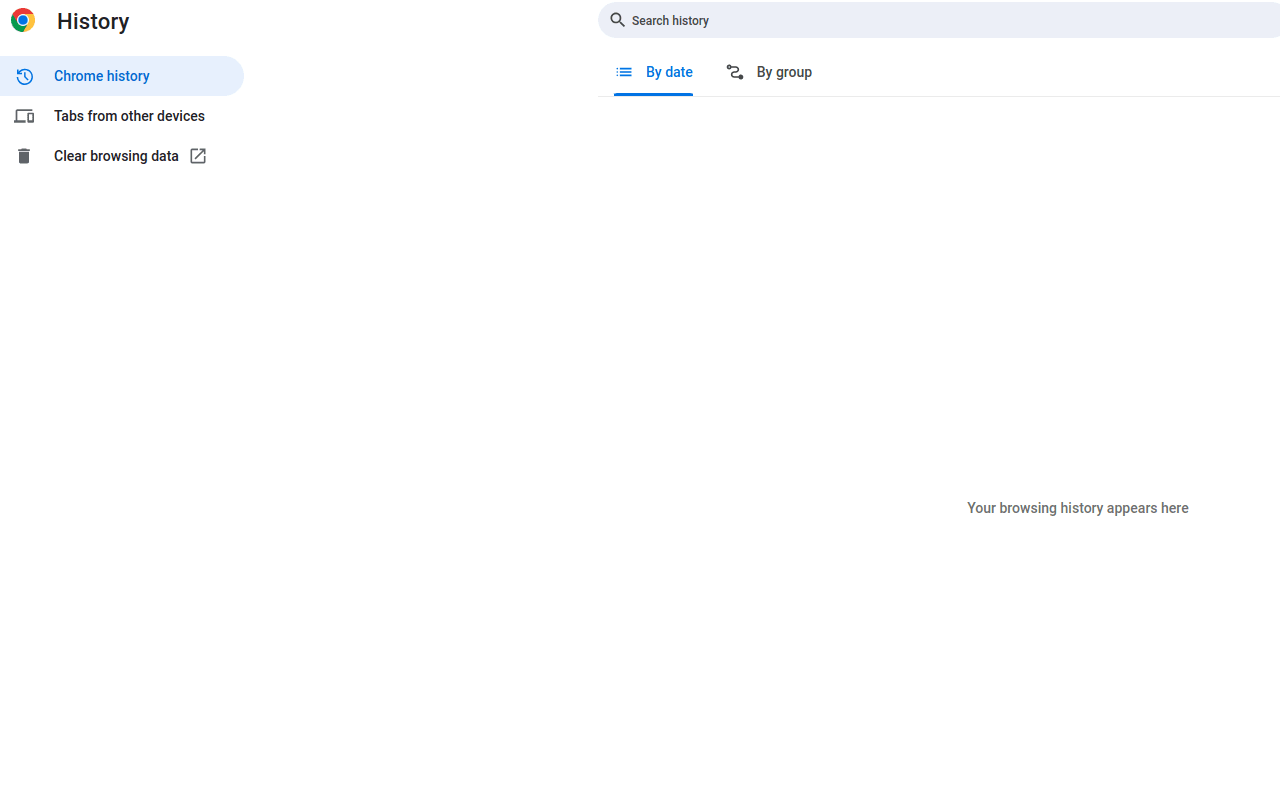 History
Search history
Chrome history
Tabs from other devices
Clear browsing data
By date
By group
Your browsing history appears here